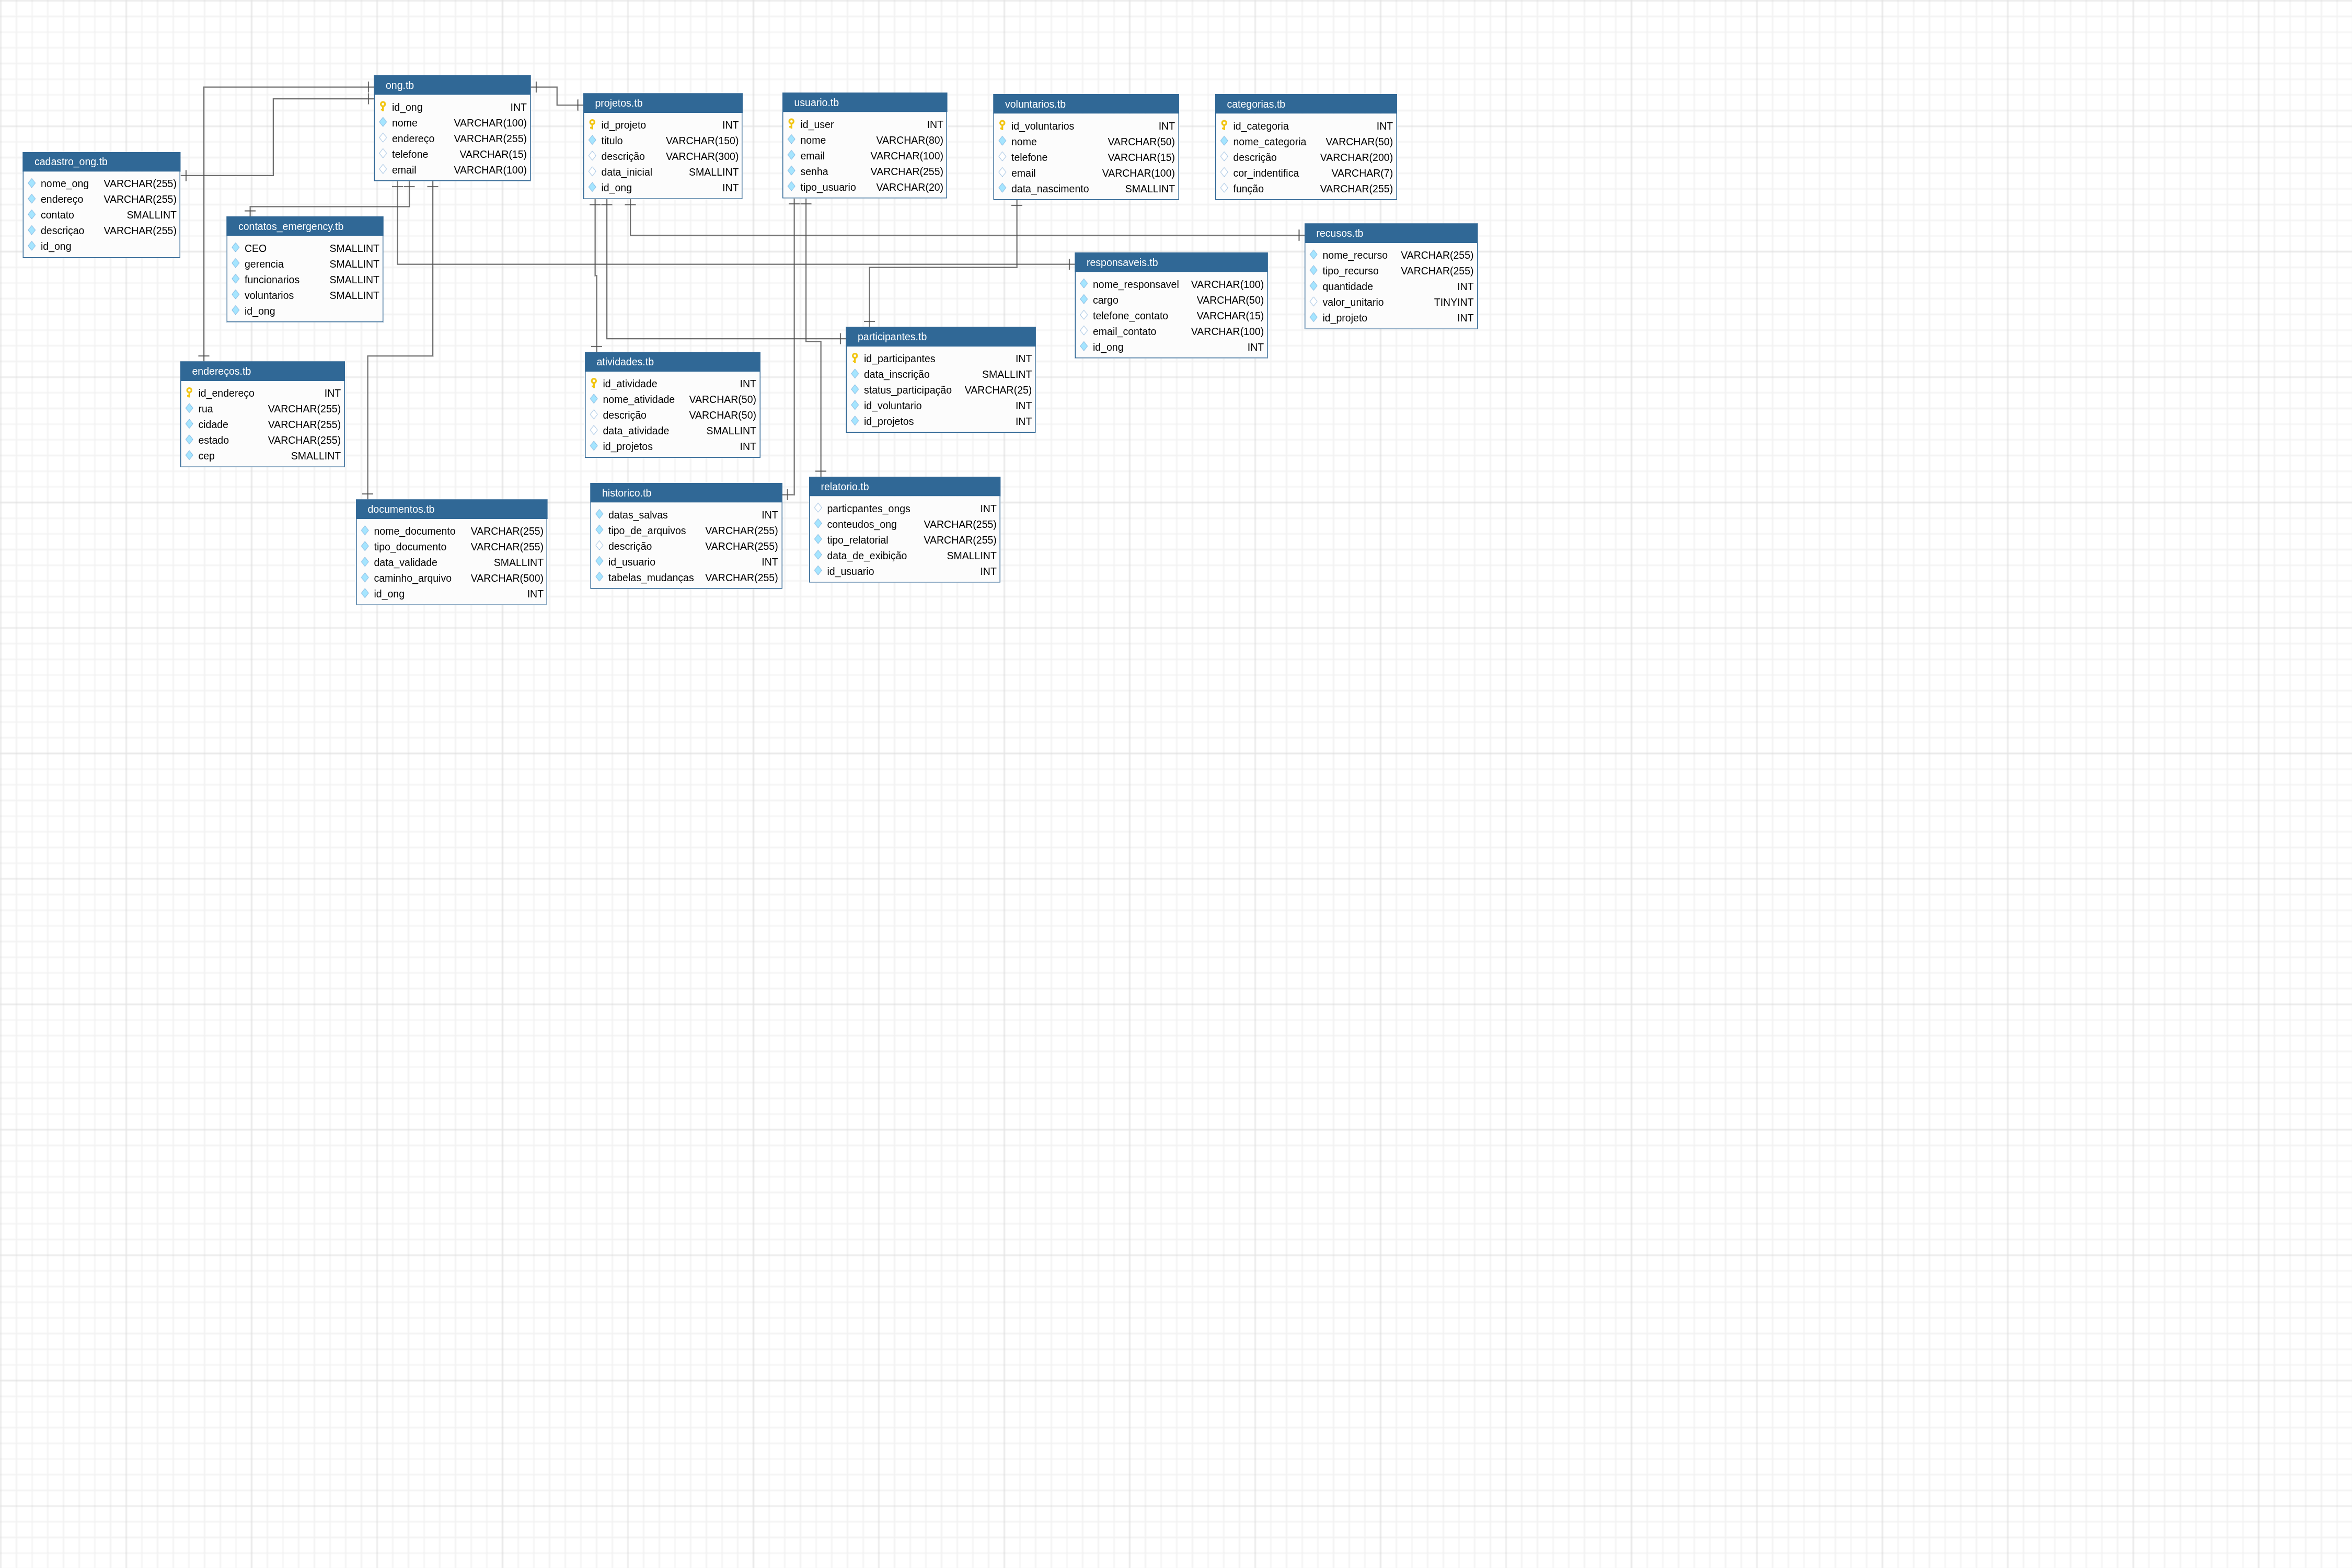 ong.tb
id_ong INT
nome VARCHAR(100)
endereço VARCHAR(255)
telefone VARCHAR(15)
email VARCHAR(100)
projetos.tb
id_projeto INT
titulo VARCHAR(150)
descrição VARCHAR(300)
data_inicial SMALLINT
id_ong INT
usuario.tb
id_user INT
nome VARCHAR(80)
email VARCHAR(100)
senha VARCHAR(255)
tipo_usuario VARCHAR(20)
voluntarios.tb
id_voluntarios INT
nome VARCHAR(50)
telefone VARCHAR(15)
email VARCHAR(100)
data_nascimento SMALLINT
categorias.tb
id_categoria INT
nome_categoria VARCHAR(50)
descrição VARCHAR(200)
cor_indentifica VARCHAR(7)
função VARCHAR(255)
cadastro_ong.tb
nome_ong VARCHAR(255)
endereço VARCHAR(255)
contato SMALLINT
descriçao VARCHAR(255)
id_ong
contatos_emergency.tb
CEO SMALLINT
gerencia SMALLINT
funcionarios SMALLINT
voluntarios SMALLINT
id_ong
recusos.tb
nome_recurso VARCHAR(255)
tipo_recurso VARCHAR(255)
quantidade INT
valor_unitario TINYINT
id_projeto INT
responsaveis.tb
nome_responsavel VARCHAR(100)
cargo VARCHAR(50)
telefone_contato VARCHAR(15)
email_contato VARCHAR(100)
id_ong INT
participantes.tb
id_participantes INT
data_inscrição SMALLINT
status_participação VARCHAR(25)
id_voluntario INT
id_projetos INT
atividades.tb
id_atividade INT
nome_atividade VARCHAR(50)
descrição VARCHAR(50)
data_atividade SMALLINT
id_projetos INT
endereços.tb
id_endereço INT
rua VARCHAR(255)
cidade VARCHAR(255)
estado VARCHAR(255)
cep SMALLINT
documentos.tb
nome_documento VARCHAR(255)
tipo_documento VARCHAR(255)
data_validade SMALLINT
caminho_arquivo VARCHAR(500)
id_ong INT
historico.tb
datas_salvas INT
tipo_de_arquivos VARCHAR(255)
descrição VARCHAR(255)
id_usuario INT
tabelas_mudanças VARCHAR(255)
relatorio.tb
particpantes_ongs INT
conteudos_ong VARCHAR(255)
tipo_relatorial VARCHAR(255)
data_de_exibição SMALLINT
id_usuario INT